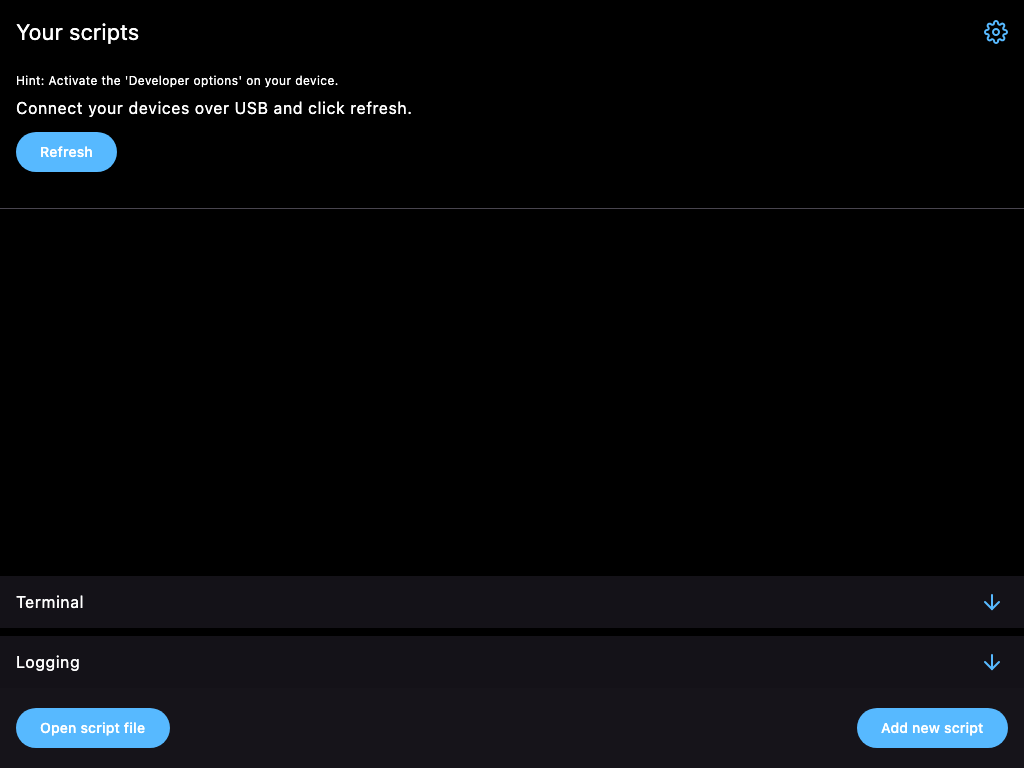 Your scripts
Hint: Activate the 'Developer options' on your device.
Connect your devices over USB and click refresh.
Refresh
Terminal
Logging
Open script file
Add new script